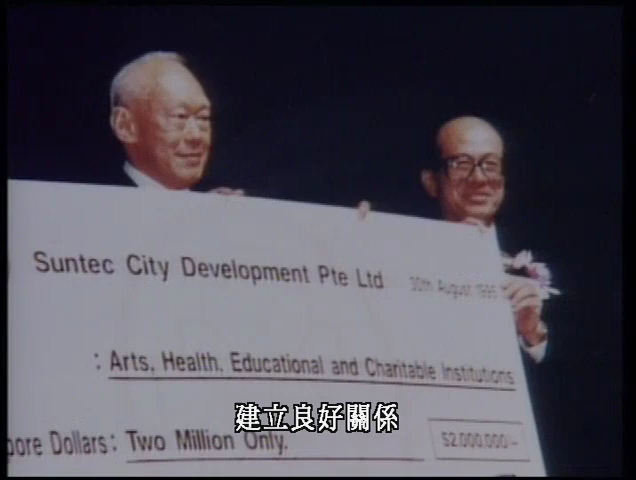 Suntec City Development Pte Ltd
30th August 1995
: Arts, Health, Educational and Charitable Institutions
pore Dollars: Two Million Only.
$2,000,000/-
建立良好關係